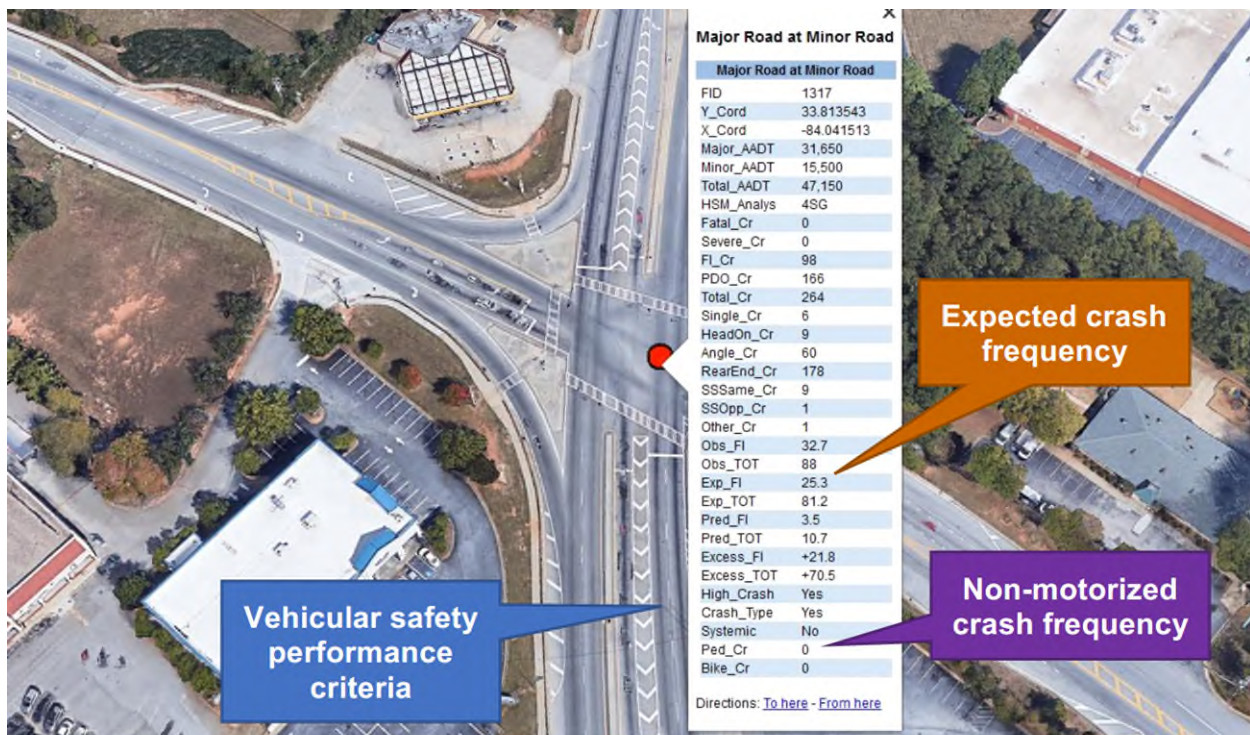 X
Major Road at Minor Road
Major Road at Minor Road
FID 1317
Y_Cord 33.813543
X_Cord -84.041513
Major_AADT 31,650
Minor_AADT 15,500
Total_AADT 47,150
HSM_Analys 4SG
Fatal_Cr 0
Severe_Cr 0
FI_Cr 98
PDO_Cr 166
Total_Cr 264
Single_Cr 6
HeadOn_Cr 9
Angle_Cr 60
RearEnd_Cr 178
SSSame_Cr 9
SSOpp_Cr 1
Other_Cr 1
Obs_FI 32.7
Obs_TOT 88
Exp_FI 25.3
Exp_TOT 81.2
Pred_FI 3.5
Pred_TOT 10.7
Excess_FI +21.8
Excess_TOT +70.5
High_Crash Yes
Crash_Type Yes
Systemic No
Ped_Cr 0
Bike_Cr 0
Directions: To here - From here
Expected crash
frequency
Non-motorized
crash frequency
Vehicular safety
performance
criteria